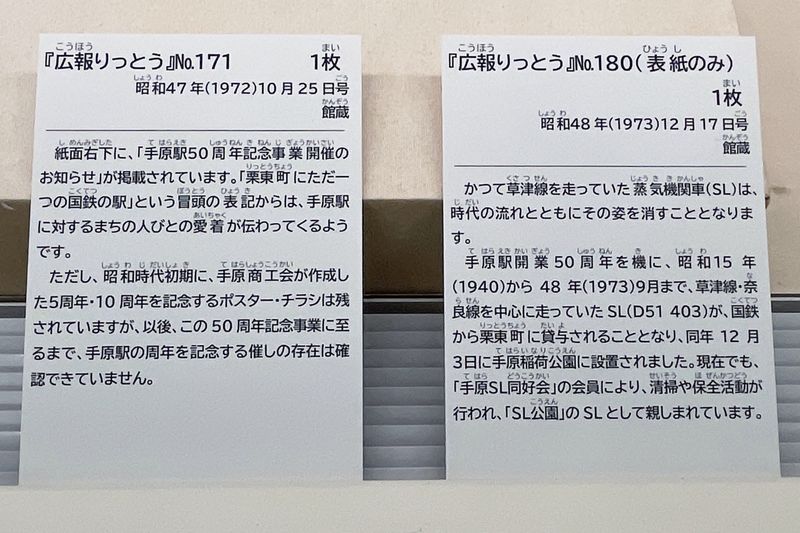 『広報りっとう』№171　1枚
昭和47年(1972)10月25日号
館蔵
紙面右下に、「手原駅50周年記念事業開催の
お知らせ」が掲載されています。「栗東町にただ一
つの国鉄の駅」という冒頭の表記からは、手原駅
に対するまちの人びとの愛着が伝わってくるよう
です。
ただし、昭和時代初期に、手原商工会が作成し
た5周年・10周年を記念するポスター・チラシは残
されていますが、以後、この50周年記念事業に至
るまで、手原駅の周年を記念する催しの存在は確
認できていません。
『広報りっとう』№180(表紙のみ)
1枚
昭和48年(1973)12月17日号
館蔵
かつて草津線を走っていた蒸気機関車(SL)は、
時代の流れとともにその姿を消すこととなりま
す。
手原駅開業50周年を機に、昭和15年
(1940)から48年(1973)9月まで、草津線・奈
良線を中心に走っていたSL(D51 403)が、国鉄
から栗東町に貸与されることとなり、同年12月
3日に手原稲荷公園に設置されました。現在でも、
「手原SL同好会」の会員により、清掃や保全活動が
行われ、「SL公園」のSLとして親しまれています。